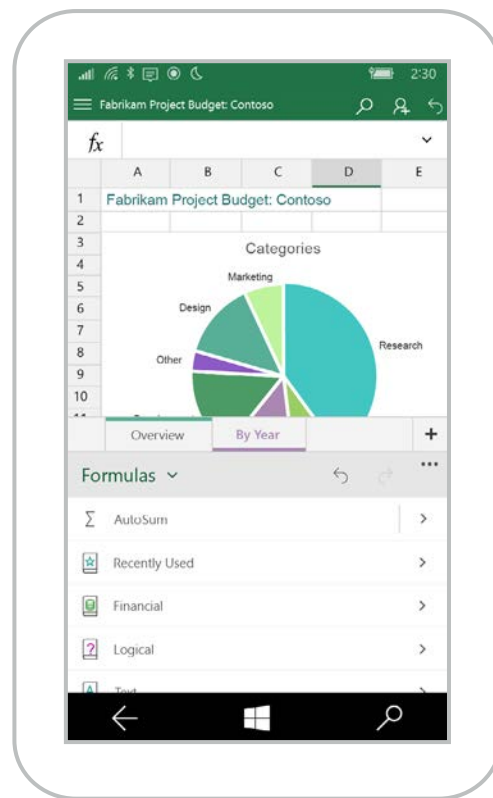 2:30
Fabrikam Project Budget: Contoso
fx
A B C D E
1 Fabrikam Project Budget: Contoso
2
3
Categories
4
Marketing
5
6
Design
7
Research
8
Other
9
10
Overview By Year +
Formulas
Σ AutoSum
Recently Used
Financial
? Logical
A Text